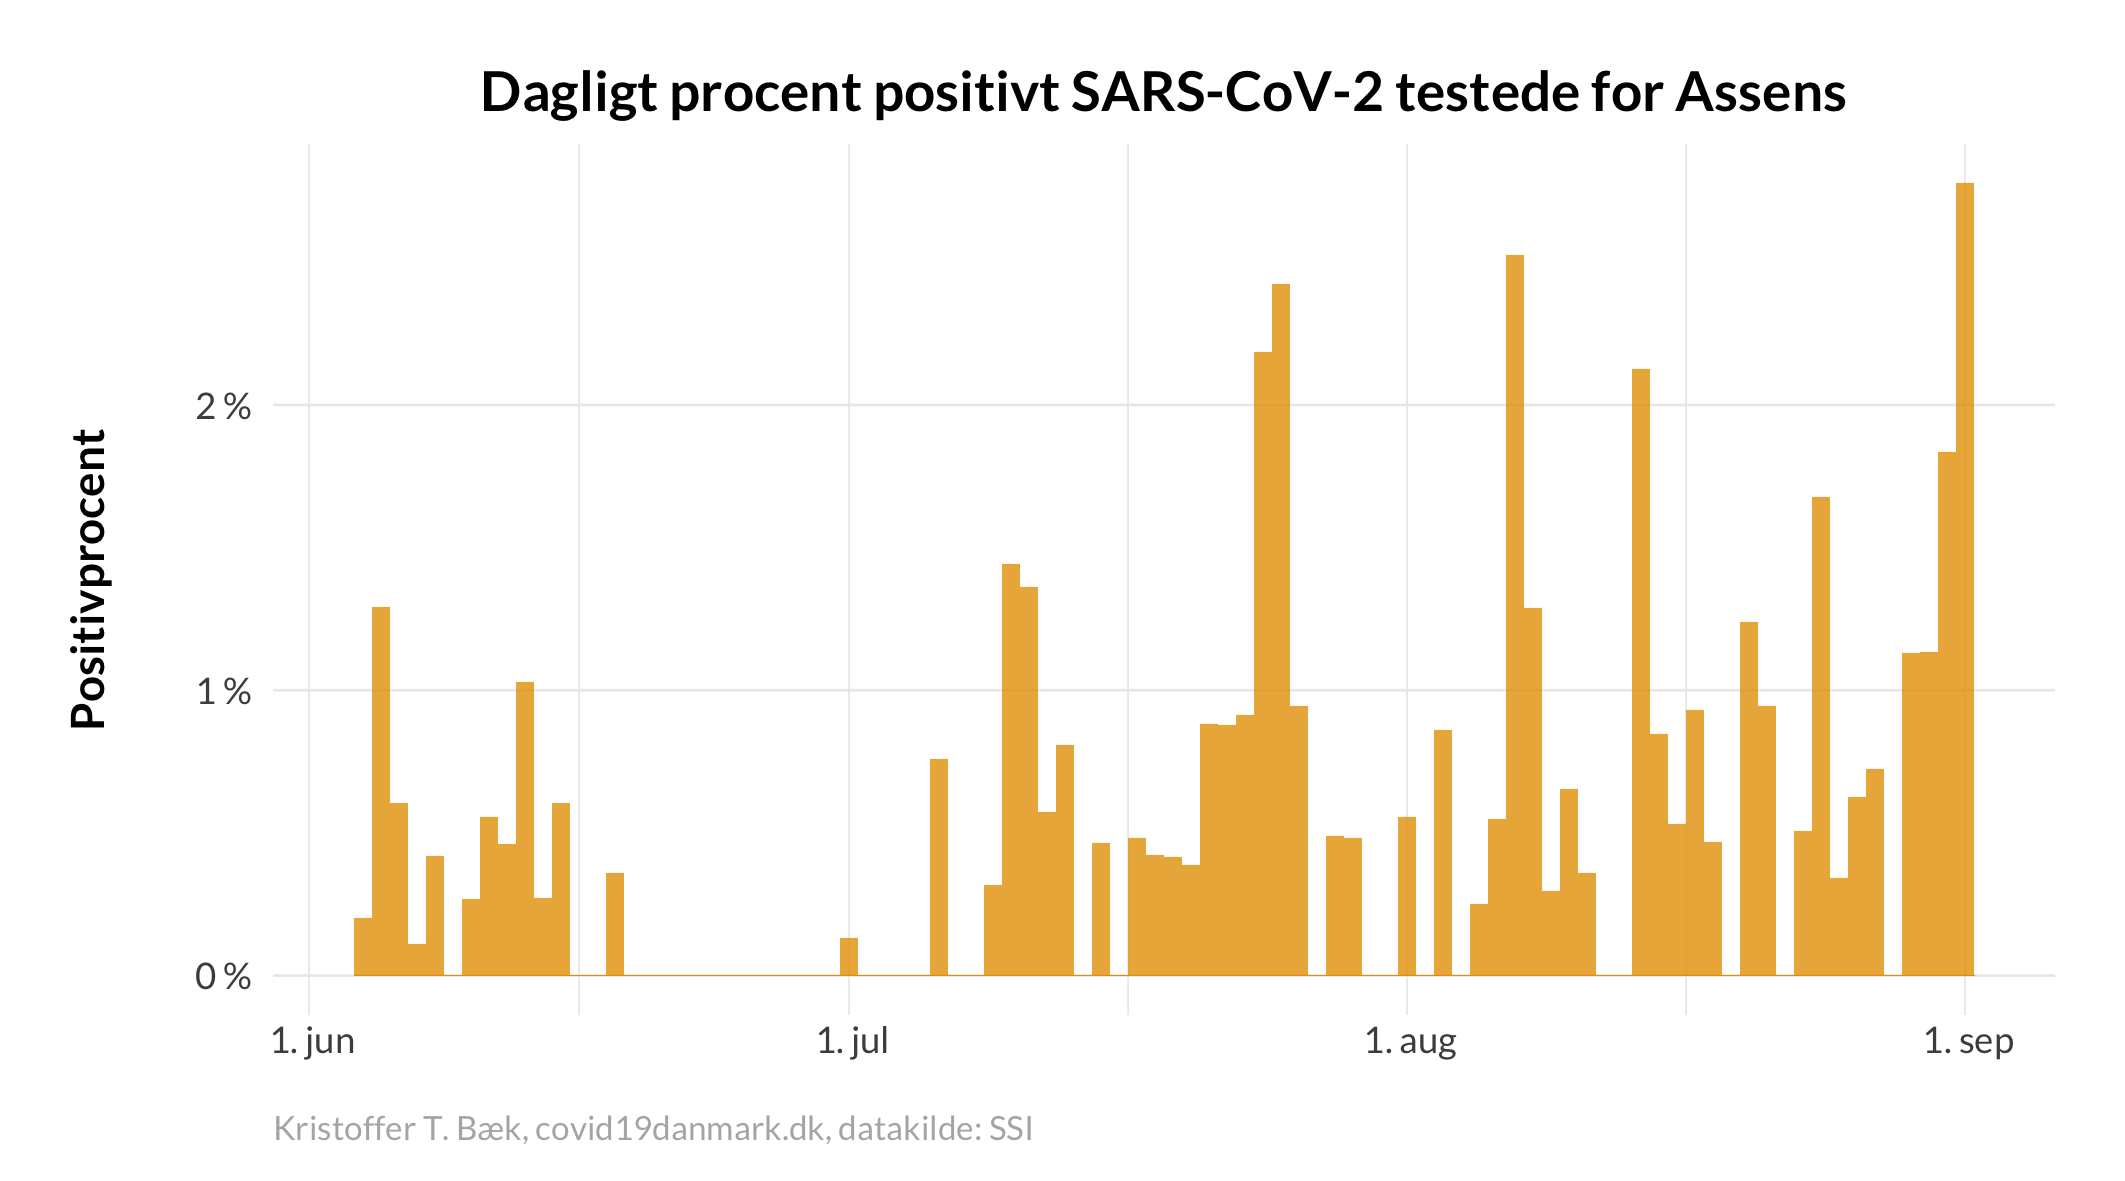 Dagligt procent positivt SARS-CoV-2 testede for Assens
Positivprocent
2 %
1 %
0 %
1. jun
1. jul
1. aug
1. sep
Kristoffer T. Bæk, covid19danmark.dk, datakilde: SSI